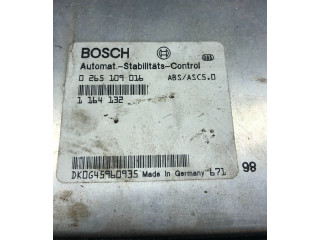 BOSCH
Automat.-Stabilitäts-Control
0 265 109 016 ABS/ASC5.0
1 164 132
DK0G45960935 Made in Germany 671
98